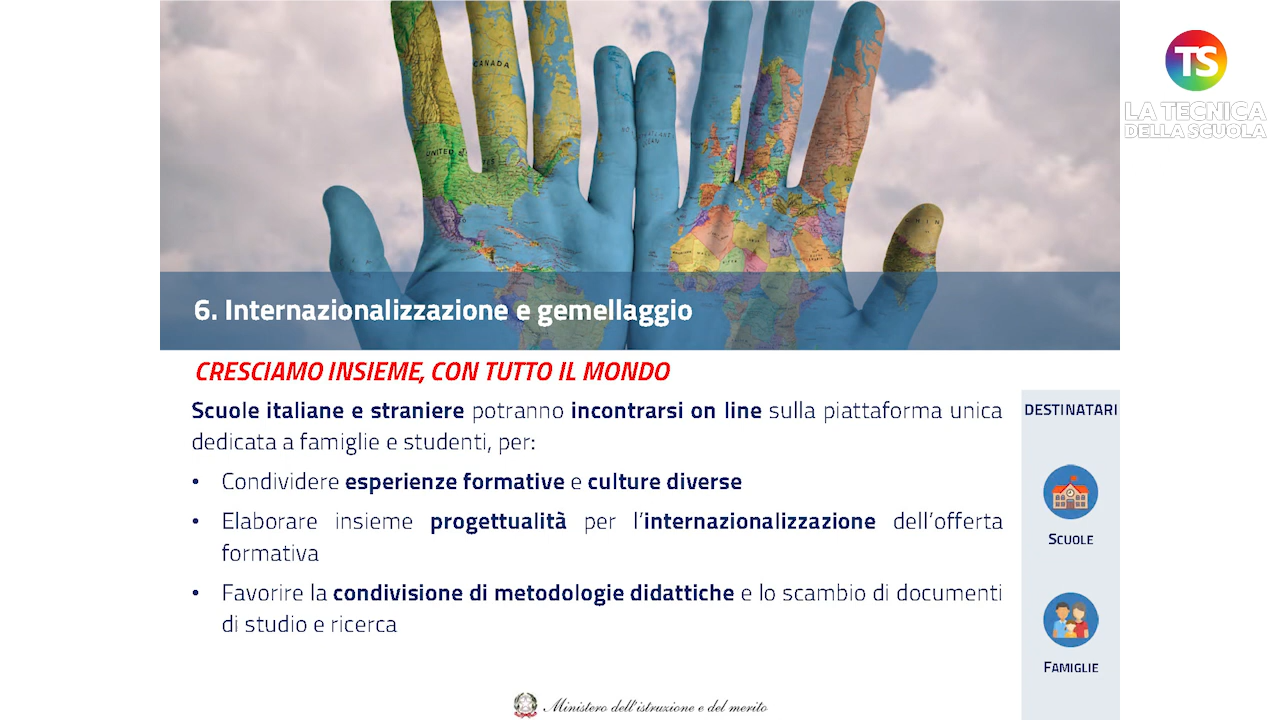 TS
LA TECNICA
DELLA SCUOLA
CANADA
UNITED
6. Internazionalizzazione e gemellaggio
CRESCIAMO INSIEME, CON TUTTO IL MONDO
Scuole italiane e straniere potranno incontrarsi on line sulla piattaforma unica
dedicata a famiglie e studenti, per:
• Condividere esperienze formative e culture diverse
• Elaborare insieme progettualità per l'internazionalizzazione dell'offerta
formativa
• Favorire la condivisione di metodologie didattiche e lo scambio di documenti
di studio e ricerca
DESTINATARI
SCUOLE
FAMIGLIE
Ministero dell'istruzione e del merito